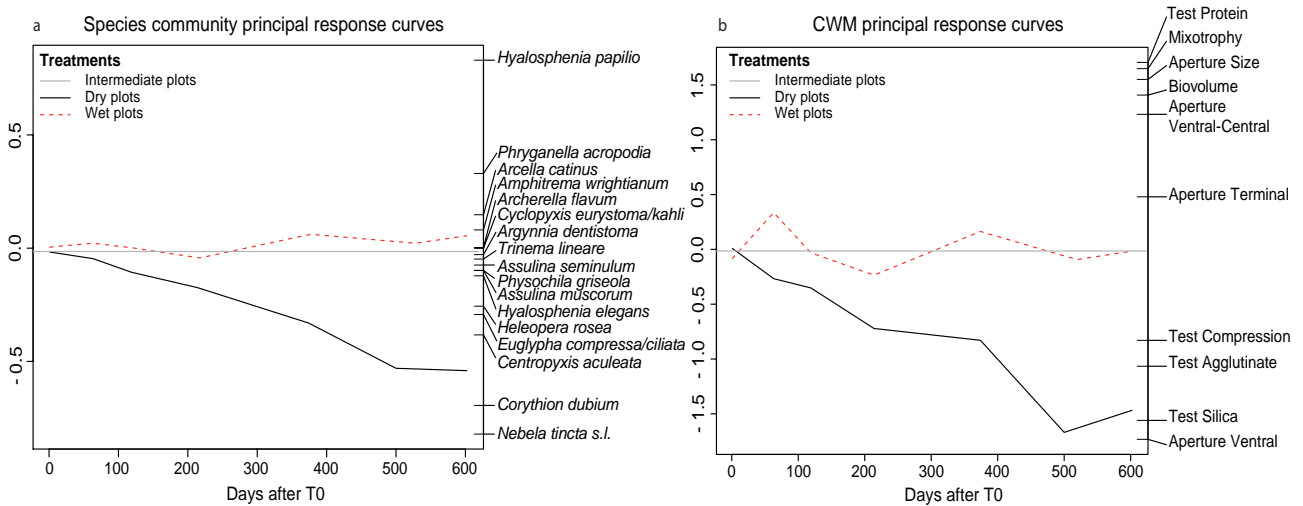 a Species community principal response curves
Treatments
Intermediate plots
Dry plots
Wet plots
0.5
0.0
- 0.5
0 100 200 300 400 500 600
Days after T0
Hyalosphenia papilio
Phryganella acropodia
Arcella catinus
Amphitrema wrightianum
Archerella flavum
Cyclopyxis eurystoma/kahli
Argynnia dentistoma
Trinema lineare
Assulina seminulum
Physochila griseola
Assulina muscorum
Hyalosphenia elegans
Heleopera rosea
Euglypha compressa/ciliata
Centropyxis aculeata
Corythion dubium
Nebela tincta s.l.
b CWM principal response curves
Treatments
Intermediate plots
Dry plots
Wet plots
1.5
1.0
0.5
0.0
- 0.5
- 1.0
- 1.5
0 100 200 300 400 500 600
Days after T0
Test Protein
Mixotrophy
Aperture Size
Biovolume
Aperture
Ventral-Central
Aperture Terminal
Test Compression
Test Agglutinate
Test Silica
Aperture Ventral